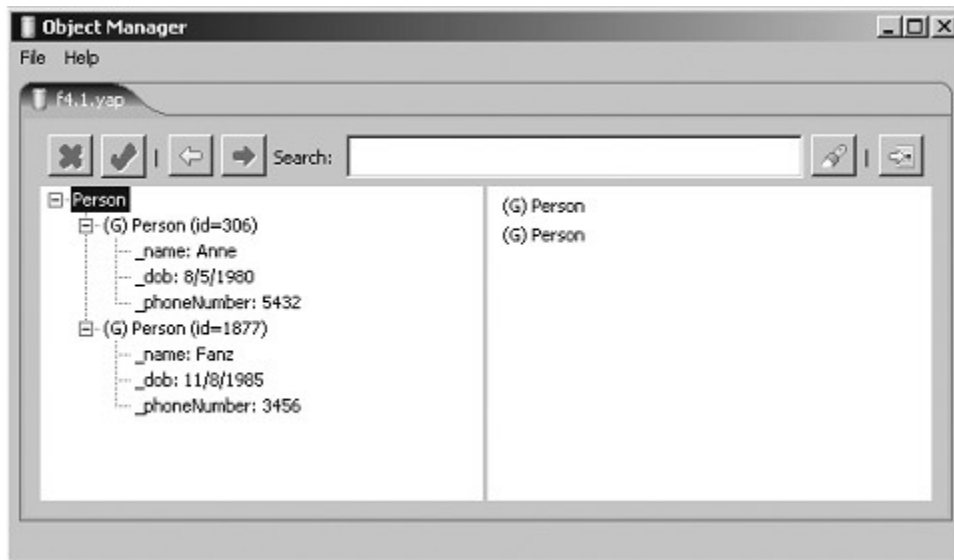 Object Manager
File Help
f4.1.yap
Search:
Person
(G) Person (id=306)
_name: Anne
_dob: 8/5/1980
_phoneNumber: 5432
(G) Person (id=1877)
_name: Fanz
_dob: 11/8/1985
_phoneNumber: 3456
(G) Person
(G) Person